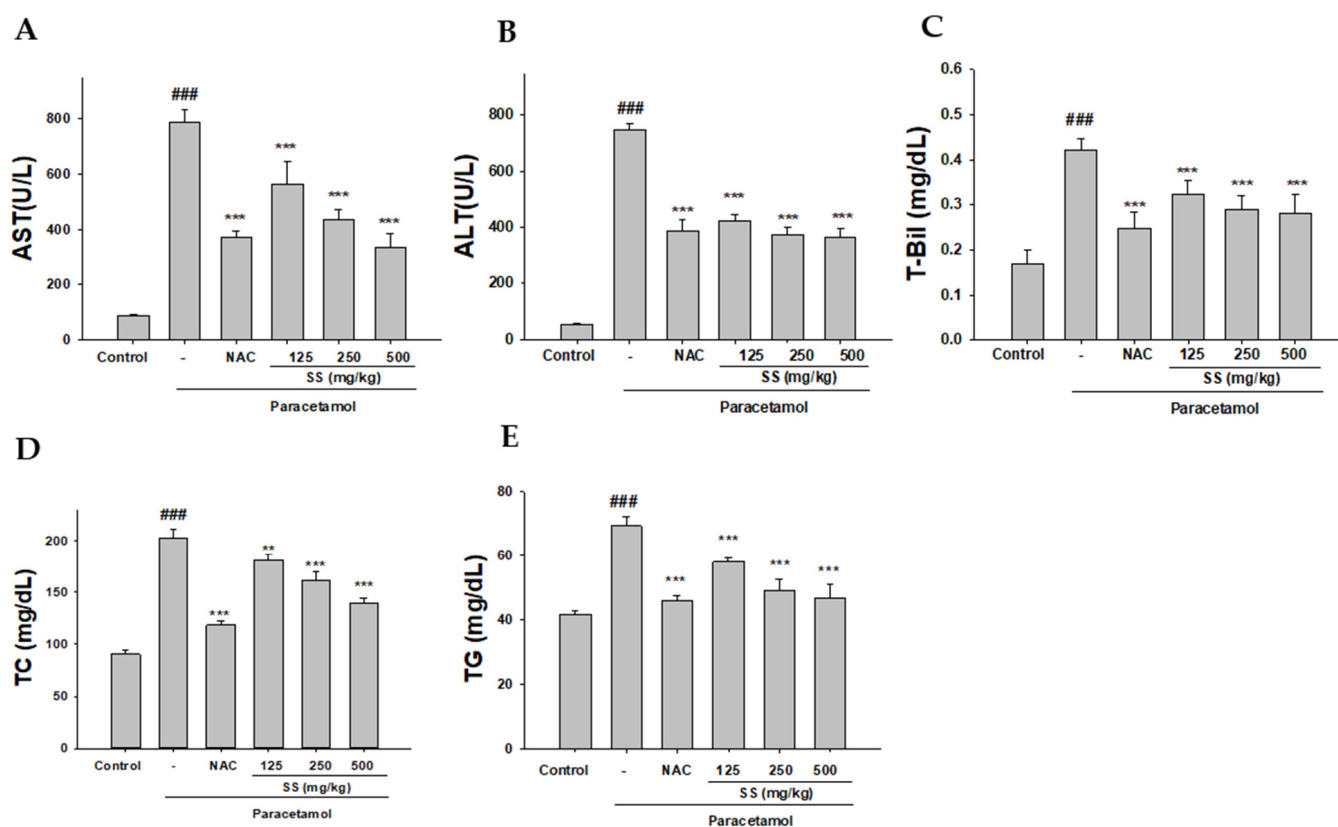 A
AST(U/L)
800
600
400
200
0
###
***
***
***
***
Control - NAC 125 250 500
SS (mg/kg)
Paracetamol
B
ALT(U/L)
800
600
400
200
0
###
***
***
***
***
Control - NAC 125 250 500
SS (mg/kg)
Paracetamol
C
T-Bil (mg/dL)
0.6
0.5
0.4
0.3
0.2
0.1
0.0
###
***
***
***
***
Control - NAC 125 250 500
SS (mg/kg)
Paracetamol
D
TC (mg/dL)
200
150
100
50
0
###
***
**
***
***
Control - NAC 125 250 500
SS (mg/kg)
Paracetamol
E
TG (mg/dL)
80
60
40
20
0
###
***
***
***
***
Control - NAC 125 250 500
SS (mg/kg)
Paracetamol